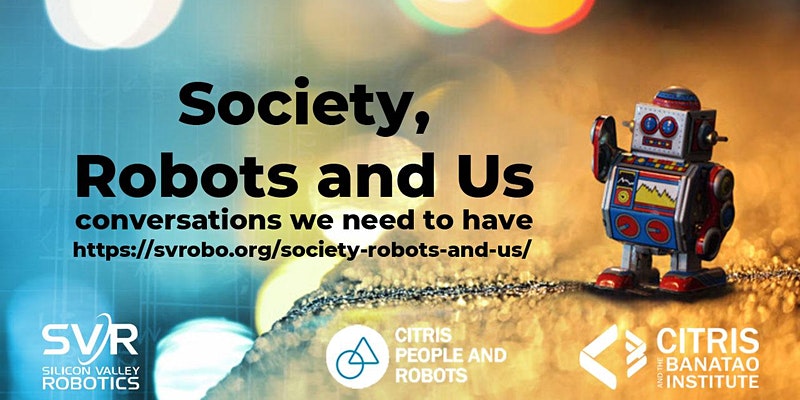 Society,
Robots and Us
conversations we need to have
https://svrobo.org/society-robots-and-us/
SVR
SILICON VALLEY
ROBOTICS
CITRIS
PEOPLE AND
ROBOTS
CITRIS
AND THE
BANATAO
INSTITUTE